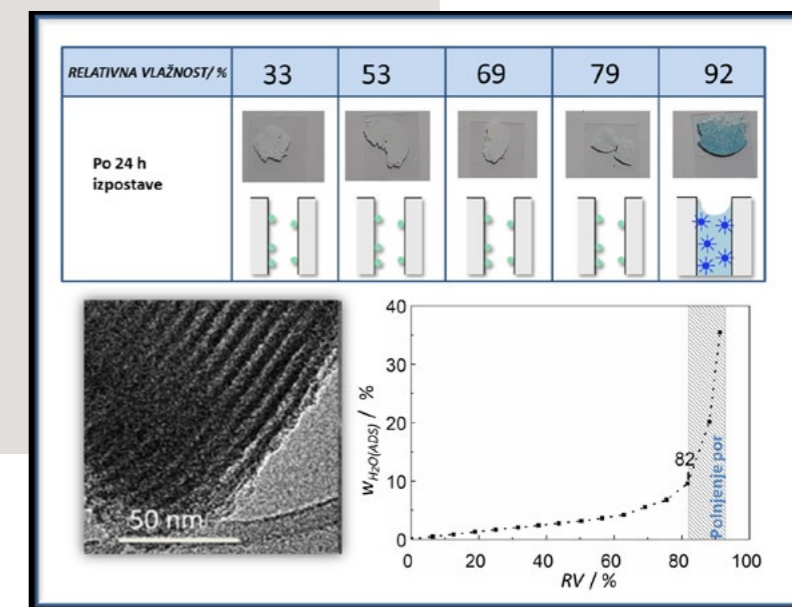 RELATIVNA VLAŽNOST/ % 33 53 69 79 92
Po 24 h
izpostave
50 nm
40
30
20
10
0
w H₂O(ADS) / %
82
Polnjenje por
0 20 40 60 80 100
RV / %